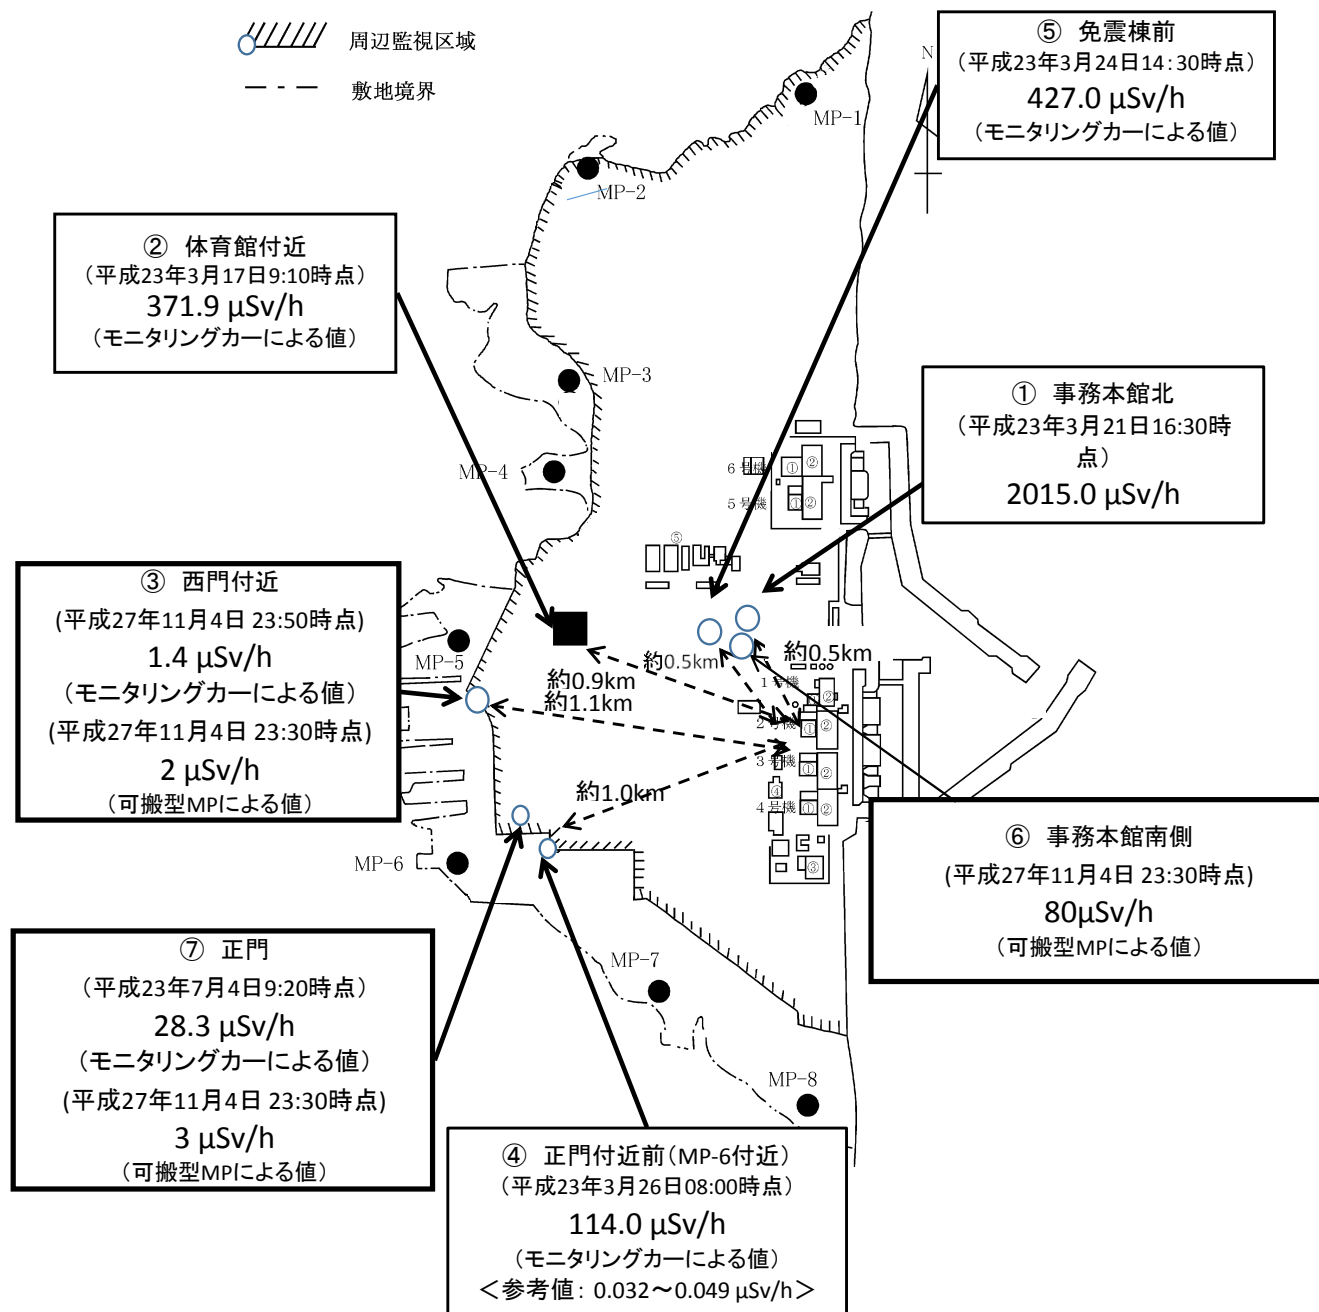 周辺監視区域
敷地境界
⑤ 免震棟前
(平成23年3月24日14:30時点)
427.0 μSv/h
(モニタリングカーによる値)
N
MP-1
MP-2
② 体育館付近
(平成23年3月17日9:10時点)
371.9 μSv/h
(モニタリングカーによる値)
MP-3
① 事務本館北
(平成23年3月21日16:30時
点)
2015.0 μSv/h
MP-4
6号機
① ②
5号機
① ②
⑤
③ 西門付近
(平成27年11月4日 23:50時点)
1.4 μSv/h
(モニタリングカーによる値)
(平成27年11月4日 23:30時点)
2 μSv/h
(可搬型MPによる値)
MP-5
約0.5km
約0.5km
約0.9km
約1.1km
1号機
②
2号機
① ②
3号機
① ②
約1.0km
④
4号機
① ②
③
MP-6
⑥ 事務本館南側
(平成27年11月4日 23:30時点)
80μSv/h
(可搬型MPによる値)
⑦ 正門
(平成23年7月4日9:20時点)
28.3 μSv/h
(モニタリングカーによる値)
(平成27年11月4日 23:30時点)
3 μSv/h
(可搬型MPによる値)
MP-7
MP-8
④ 正門付近前(MP-6付近)
(平成23年3月26日08:00時点)
114.0 μSv/h
(モニタリングカーによる値)
<参考値: 0.032～0.049 μSv/h>